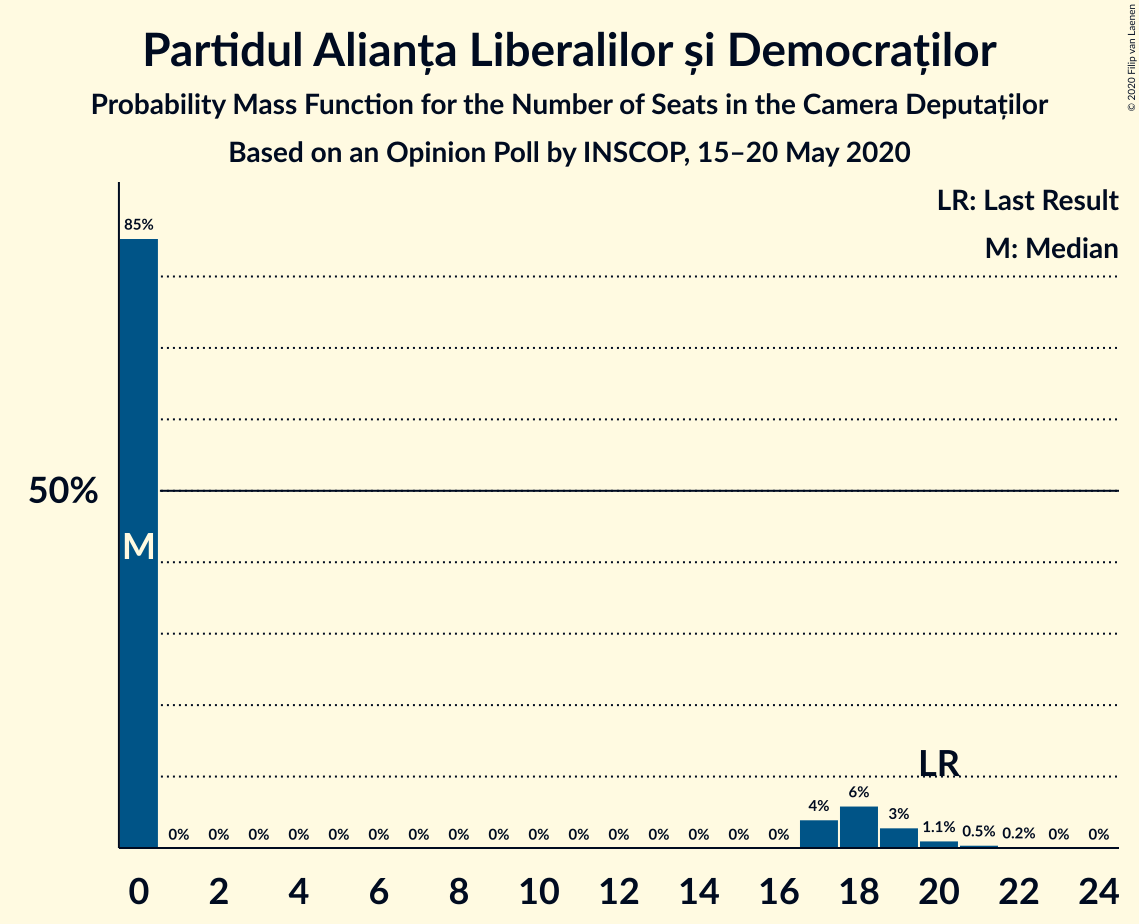 Partidul Alianța Liberalilor și Democraților
Probability Mass Function for the Number of Seats in the Camera Deputaților
Based on an Opinion Poll by INSCOP, 15–20 May 2020
© 2020 Filip van Laenen
LR: Last Result
M: Median
85%
50%
M
LR
0% 0% 0% 0% 0% 0% 0% 0% 0% 0% 0% 0% 0% 0% 0% 0% 4% 6% 3% 1.1% 0.5% 0.2% 0% 0%
0 2 4 6 8 10 12 14 16 18 20 22 24